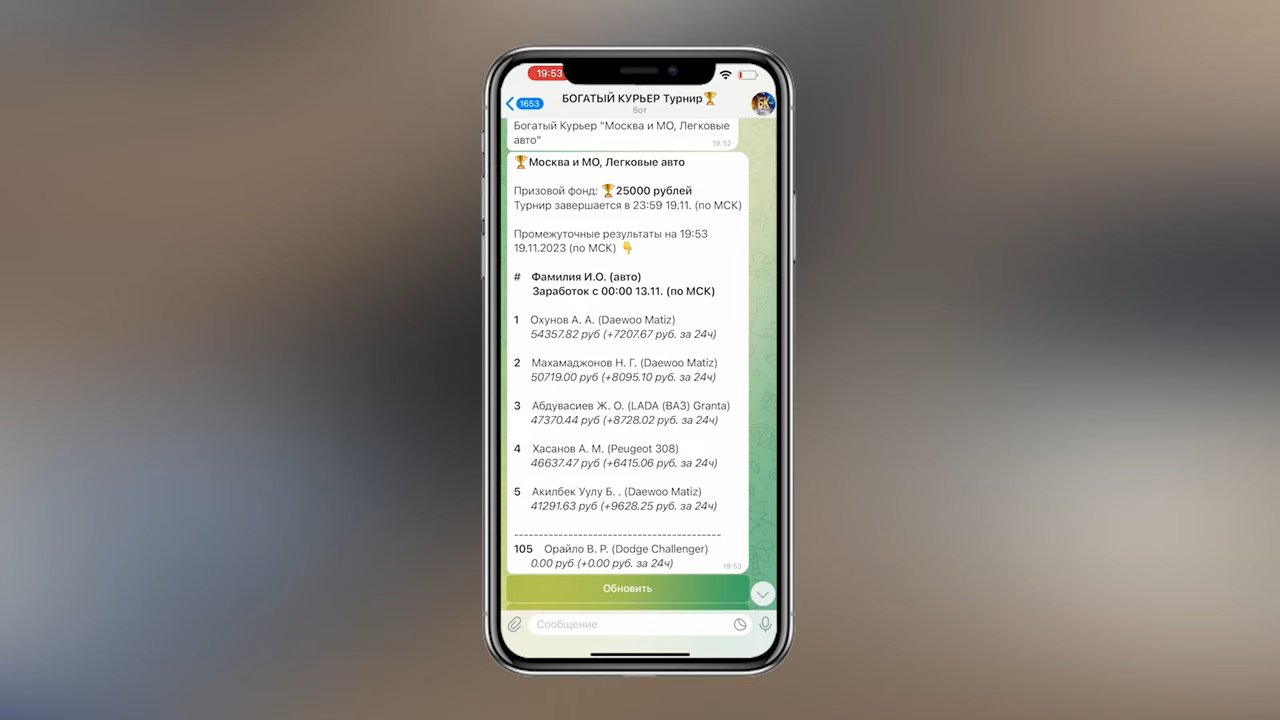 19:53
1653
БОГАТЫЙ КУРЬЕР Турнир🏆
бот
БК
Богатый Курьер "Москва и МО, Легковые
авто"
19:52
🏆Москва и МО, Легковые авто
Призовой фонд: 🏆25000 рублей
Турнир завершается в 23:59 19.11. (по МСК)
Промежуточные результаты на 19:53
19.11.2023 (по МСК) 👇
# Фамилия И.О. (авто)
Заработок с 00:00 13.11. (по МСК)
1 Охунов А. А. (Daewoo Matiz)
54357.82 руб (+7207.67 руб. за 24ч)
2 Махамаджонов Н. Г. (Daewoo Matiz)
50719.00 руб (+8095.10 руб. за 24ч)
3 Абдувасиев Ж. О. (LADA (ВАЗ) Granta)
47370.44 руб (+8728.02 руб. за 24ч)
4 Хасанов А. М. (Peugeot 308)
46637.47 руб (+6415.06 руб. за 24ч)
5 Акилбек Уулу Б. . (Daewoo Matiz)
41291.63 руб (+9628.25 руб. за 24ч)
------------------------------------------
105 Орайло В. Р. (Dodge Challenger)
0.00 руб (+0.00 руб. за 24ч)
19:53
Обновить
Сообщение